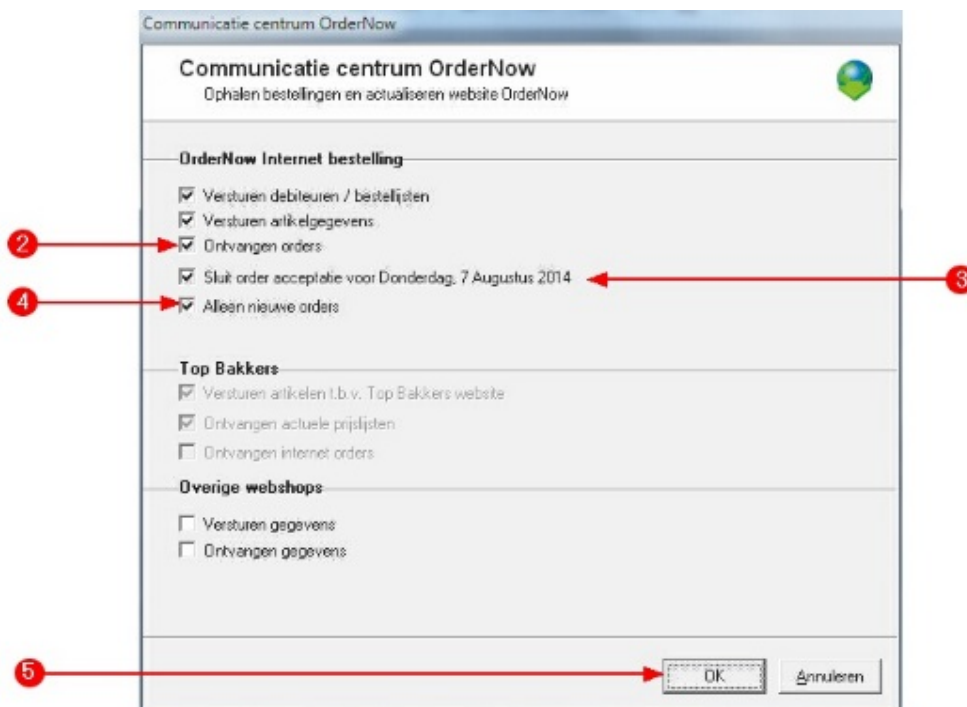 Communicatie centrum OrderNow
Communicatie centrum OrderNow
Ophalen bestellingen en actualiseren website OrderNow
OrderNow Internet bestelling
Versturen debiteuren / bestellijsten
Versturen artikelgegevens
2 Ontvangen orders
Sluit order acceptatie voor Donderdag, 7 Augustus 2014 3
4 Alleen nieuwe orders
Top Bakkers
Versturen artikelen t.b.v. Top Bakkers website
Ontvangen actuele prijslijsten
Ontvangen internet orders
Overige webshops
Versturen gegevens
Ontvangen gegevens
5 OK Annuleren